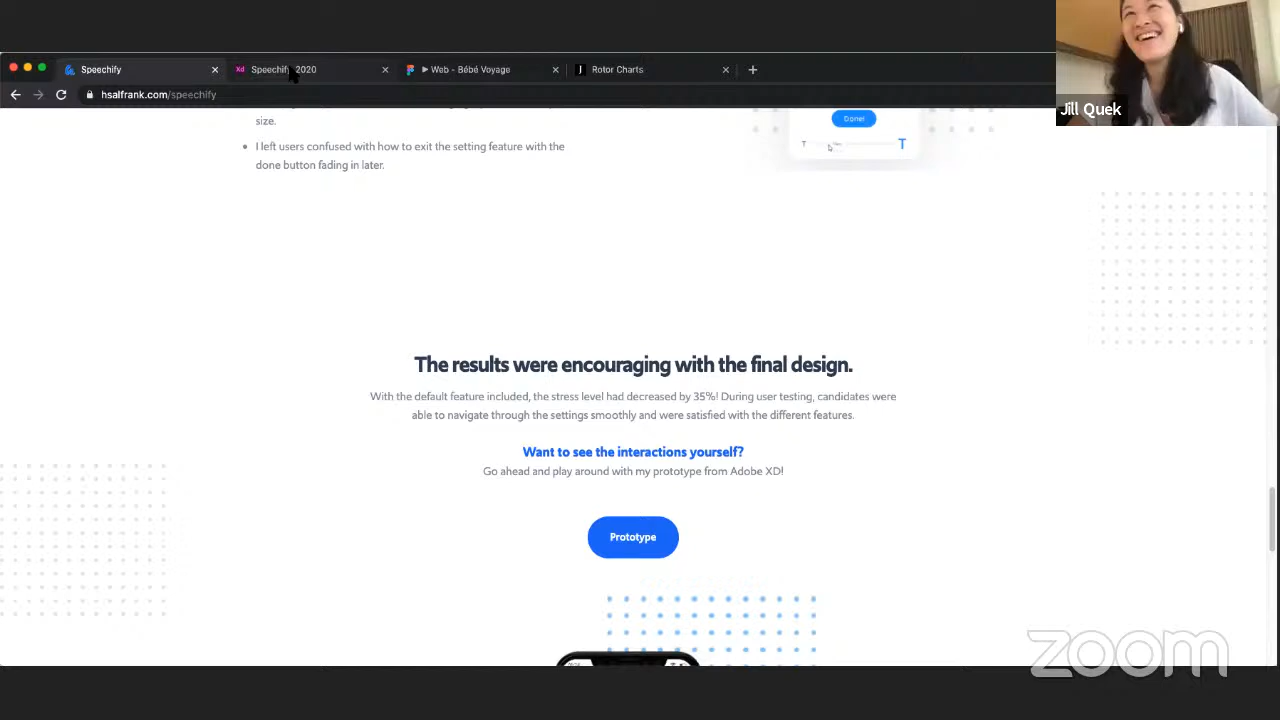 Speechify
Xd Speechify 2020
Web - Bébé Voyage
J Rotor Charts
hsalfrank.com/speechify
Jill Quek
size.
I left users confused with how to exit the setting feature with the
done button fading in later.
Done!
T
T
The results were encouraging with the final design.
With the default feature included, the stress level had decreased by 35%! During user testing, candidates were
able to navigate through the settings smoothly and were satisfied with the different features.
Want to see the interactions yourself?
Go ahead and play around with my prototype from Adobe XD!
Prototype
zoom